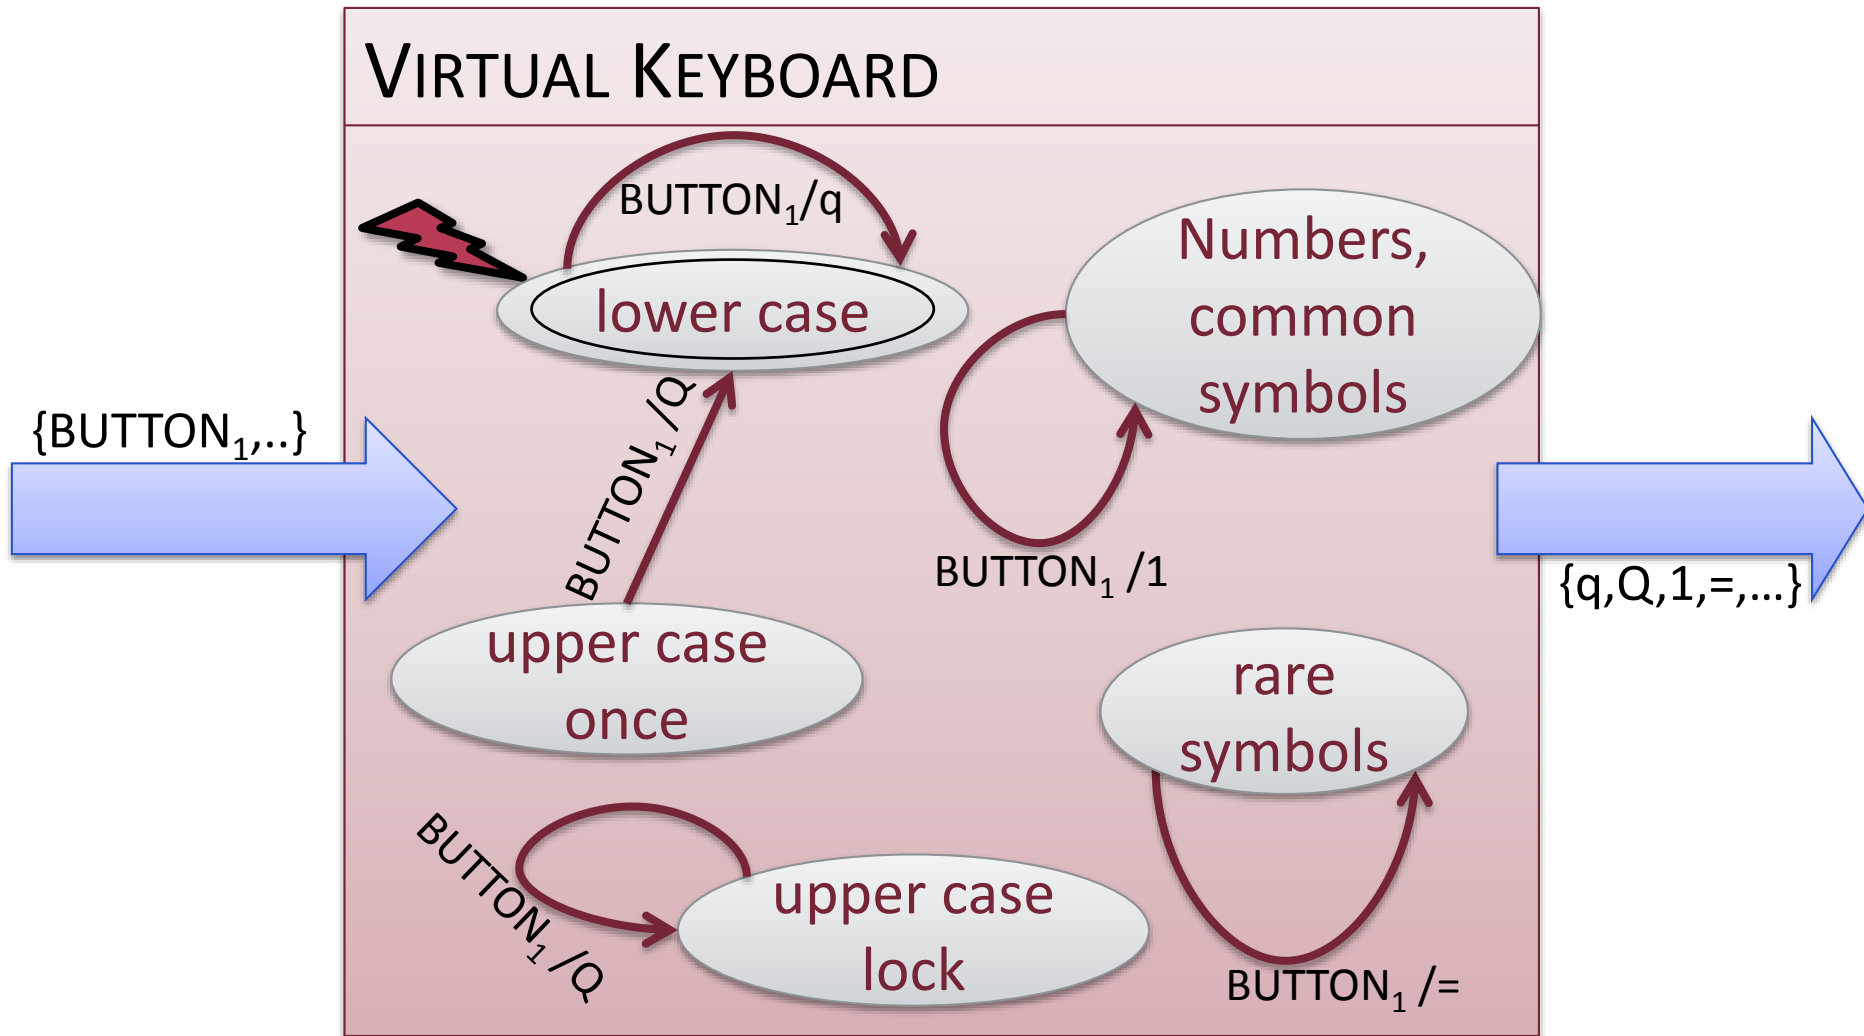 VIRTUAL KEYBOARD
BUTTON₁/q
lower case
Numbers,
common
symbols
{BUTTON₁,..}
BUTTON₁ /Q
BUTTON₁ /1
{q,Q,1,=,…}
upper case
once
rare
symbols
BUTTON₁ /Q
upper case
lock
BUTTON₁ /=